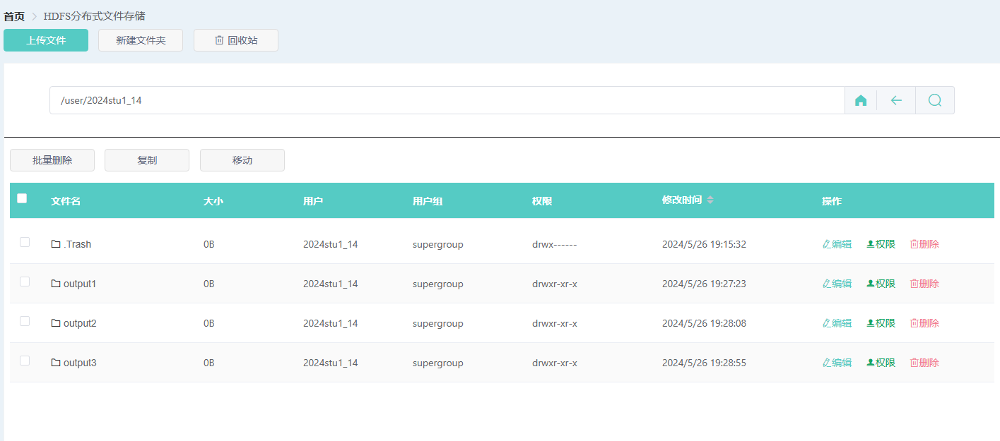 首页 > HDFS分布式文件存储
上传文件 新建文件夹 回收站
/user/2024stu1_14
批量删除 复制 移动
文件名 大小 用户 用户组 权限 修改时间 操作
.Trash 0B 2024stu1_14 supergroup drwx------ 2024/5/26 19:15:32 编辑 权限 删除
output1 0B 2024stu1_14 supergroup drwxr-xr-x 2024/5/26 19:27:23 编辑 权限 删除
output2 0B 2024stu1_14 supergroup drwxr-xr-x 2024/5/26 19:28:08 编辑 权限 删除
output3 0B 2024stu1_14 supergroup drwxr-xr-x 2024/5/26 19:28:55 编辑 权限 删除